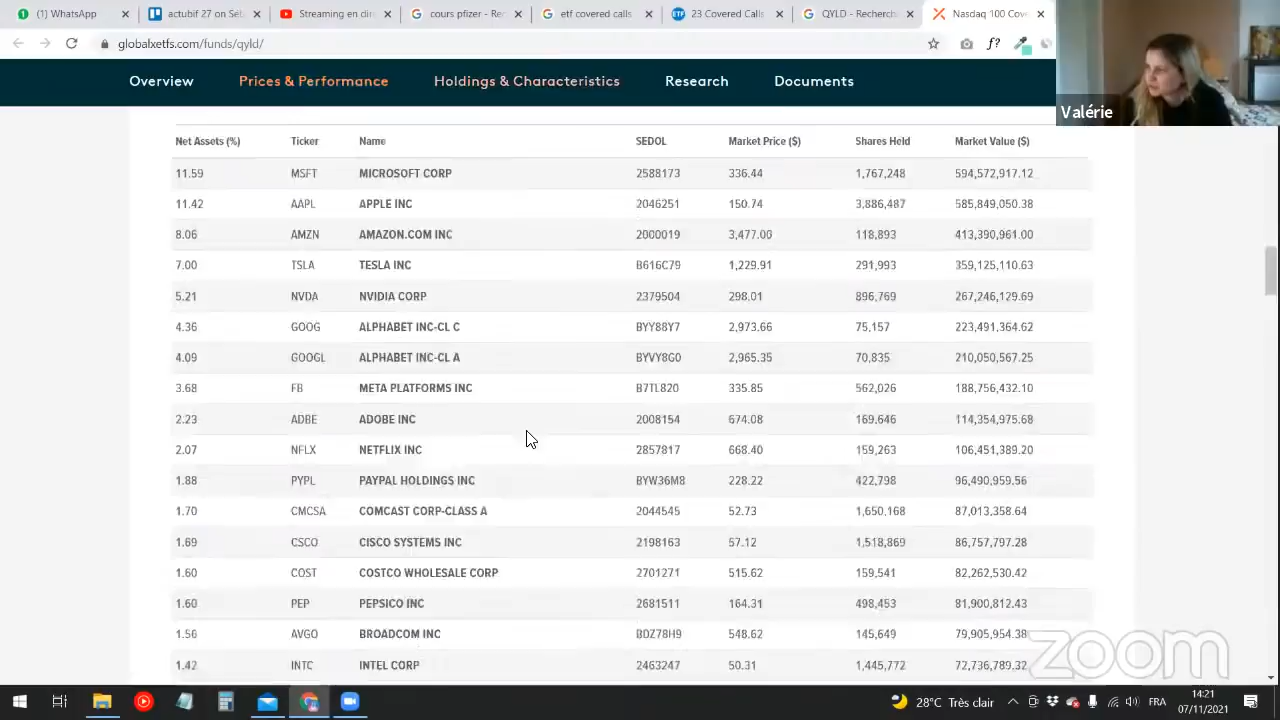 (1) WhatsA
actubif 27 on Seb
Streaming en dire
cours pfizer - Rec
etf covered calls
23 Covered Calls
QYLD - Recherch
Nasdaq 100 Cove
globalxetfs.com/funds/qyld/
f?
Overview Prices & Performance Holdings & Characteristics Research Documents
Valérie
Net Assets (%) Ticker Name SEDOL Market Price ($) Shares Held Market Value ($)
11.59 MSFT MICROSOFT CORP 2588173 336.44 1,767,248 594,572,917.12
11.42 AAPL APPLE INC 2046251 150.74 3,886,487 585,849,050.38
8.06 AMZN AMAZON.COM INC 2000019 3,477.00 118,893 413,390,961.00
7.00 TSLA TESLA INC B616C79 1,229.91 291,993 359,125,110.63
5.21 NVDA NVIDIA CORP 2379504 298.01 896,769 267,246,129.69
4.36 GOOG ALPHABET INC-CL C BYY88Y7 2,973.66 75,157 223,491,364.62
4.09 GOOGL ALPHABET INC-CL A BYVY8G0 2,965.35 70,835 210,050,567.25
3.68 FB META PLATFORMS INC B7TL820 335.85 562,026 188,756,432.10
2.23 ADBE ADOBE INC 2008154 674.08 169,646 114,354,975.68
2.07 NFLX NETFLIX INC 2857817 668.40 159,263 106,451,389.20
1.88 PYPL PAYPAL HOLDINGS INC BYW36M8 228.22 422,798 96,490,959.56
1.70 CMCSA COMCAST CORP-CLASS A 2044545 52.73 1,650,168 87,013,358.64
1.69 CSCO CISCO SYSTEMS INC 2198163 57.12 1,518,869 86,757,797.28
1.60 COST COSTCO WHOLESALE CORP 2701271 515.62 159,541 82,262,530.42
1.60 PEP PEPSICO INC 2681511 164.31 498,453 81,900,812.43
1.56 AVGO BROADCOM INC BDZ78H9 548.62 145,649 79,905,954.38
1.42 INTC INTEL CORP 2463247 50.31 1,445,772 72,736,789.32
zoom
28°C Très clair FRA 14:21
07/11/2021